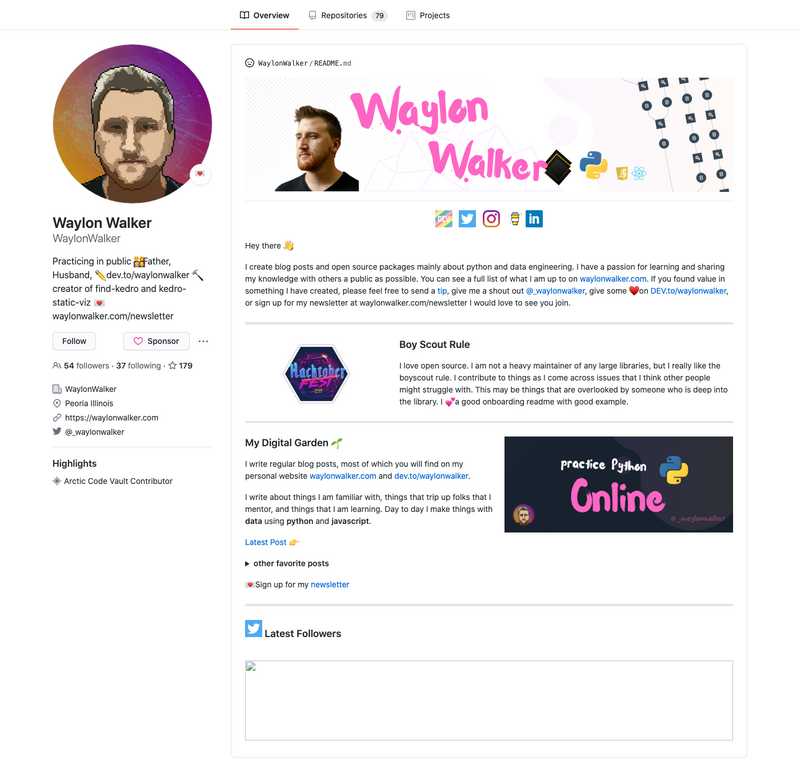 Overview
Repositories 79
Projects
Waylon Walker
WaylonWalker
Practicing in public 👪Father,
Husband, ✏️dev.to/waylonwalker 🔨
creator of find-kedro and kedro-
static-viz 💌
waylonwalker.com/newsletter
Follow
Sponsor
54 followers · 37 following · 179
WaylonWalker
Peoria Illinois
https://waylonwalker.com
@_waylonwalker
Highlights
Arctic Code Vault Contributor
WaylonWalker/README.md
Waylon
Walker
DEV
in
Hey there 👋
I create blog posts and open source packages mainly about python and data engineering. I have a passion for learning and sharing
my knowledge with others a public as possible. You can see a full list of what I am up to on waylonwalker.com. If you found value in
something I have created, please feel free to send a tip, give me a shout out @_waylonwalker, give some ♥️on DEV.to/waylonwalker,
or sign up for my newsletter at waylonwalker.com/newsletter I would love to see you join.
Hacktober
FEST
Boy Scout Rule
I love open source. I am not a heavy maintainer of any large libraries, but I really like the
boyscout rule. I contribute to things as I come across issues that I think other people
might struggle with. This may be things that are overlooked by someone who is deep into
the library. I 💕a good onboarding readme with good example.
My Digital Garden 🌱
I write regular blog posts, most of which you will find on my
personal website waylonwalker.com and dev.to/waylonwalker.
I write about things I am familiar with, things that trip up folks that I
mentor, and things that I am learning. Day to day I make things with
data using python and javascript.
Latest Post 👉
other favorite posts
💌Sign up for my newsletter
practice Python
Online
@_waylonwalker
Latest Followers